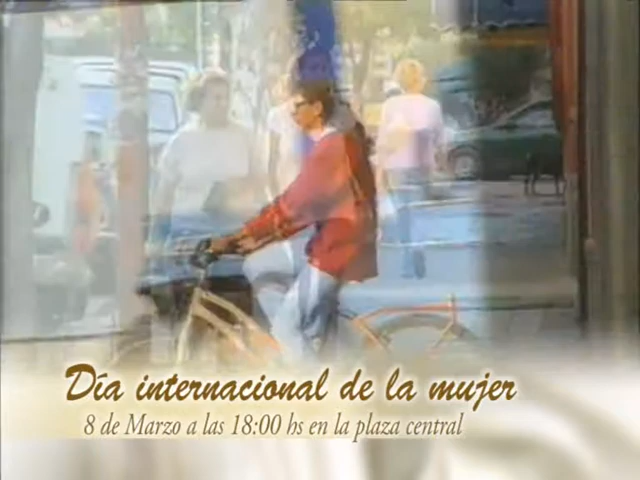 Día internacional de la mujer
8 de Marzo a las 18:00 hs en la plaza central